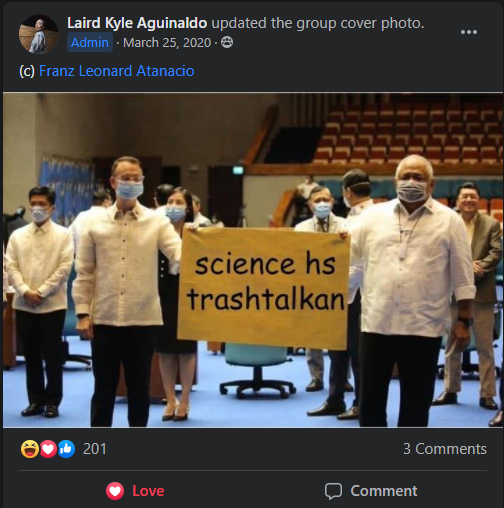 Laird Kyle Aguinaldo updated the group cover photo.
Admin · March 25, 2020 ·
(c) Franz Leonard Atanacio
science hs
trashtalkan
201
3 Comments
Love
Comment